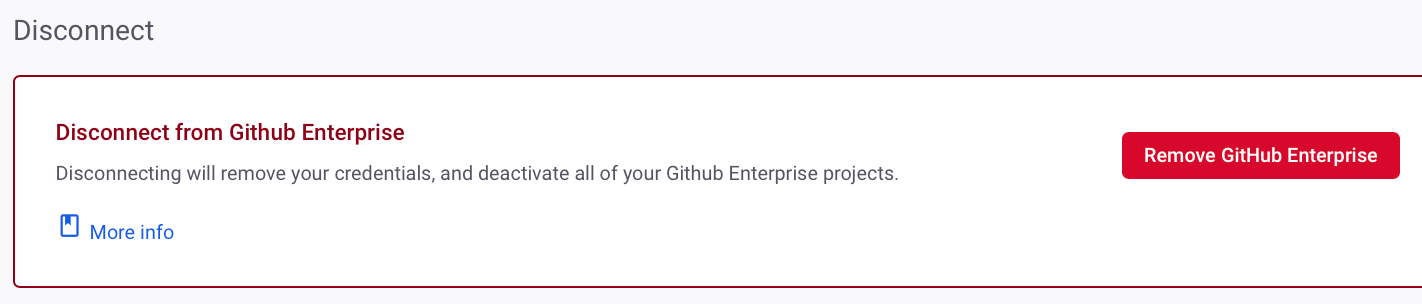 Disconnect
Disconnect from Github Enterprise
Disconnecting will remove your credentials, and deactivate all of your Github Enterprise projects.
Remove GitHub Enterprise
More info